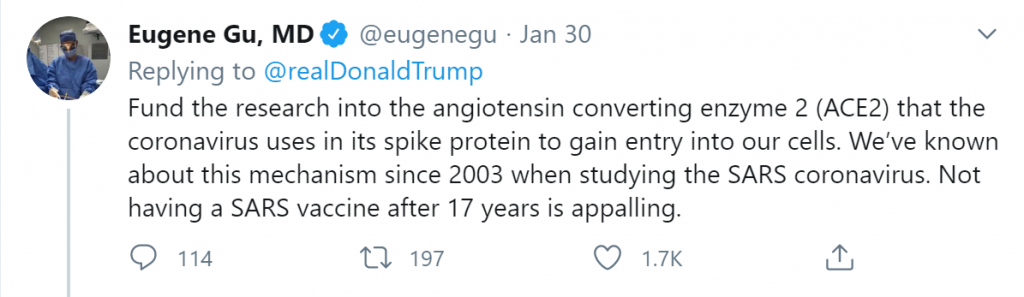 Eugene Gu, MD @eugenegu · Jan 30
Replying to @realDonaldTrump
Fund the research into the angiotensin converting enzyme 2 (ACE2) that the
coronavirus uses in its spike protein to gain entry into our cells. We’ve known
about this mechanism since 2003 when studying the SARS coronavirus. Not
having a SARS vaccine after 17 years is appalling.
114 197 1.7K